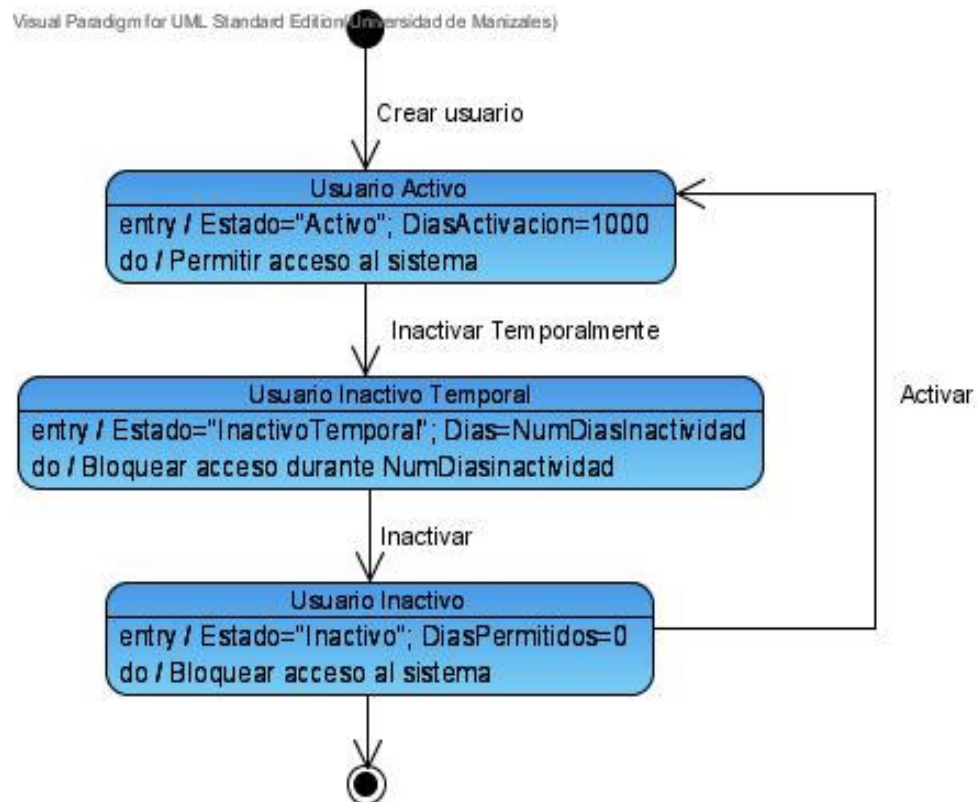 Visual Paradigm for UML Standard Edition(Universidad de Manizales)
Crear usuario
Usuario Activo
entry / Estado="Activo"; DiasActivacion=1000
do / Permitir acceso al sistema
Inactivar Temporalmente
Activar
Usuario Inactivo Temporal
entry / Estado="InactivoTemporal"; Dias=NumDiasInactividad
do / Bloquear acceso durante NumDiasinactividad
Inactivar
Usuario Inactivo
entry / Estado="Inactivo"; DiasPermitidos=0
do / Bloquear acceso al sistema